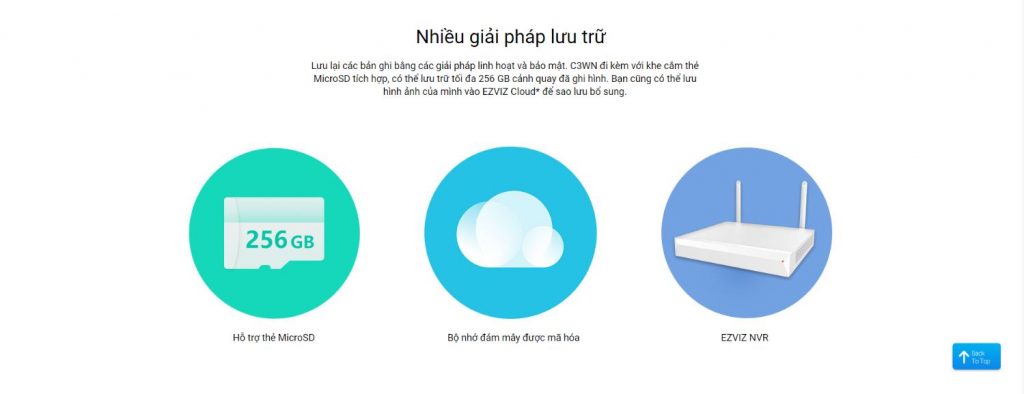 Nhiều giải pháp lưu trữ
Lưu lại các bản ghi bằng các giải pháp linh hoạt và bảo mật. C3WN đi kèm với khe cắm thẻ
MicroSD tích hợp, có thể lưu trữ tối đa 256 GB cảnh quay đã ghi hình. Bạn cũng có thể lưu
hình ảnh của mình vào EZVIZ Cloud* để sao lưu bổ sung.
256 GB
Hỗ trợ thẻ MicroSD
Bộ nhớ đám mây được mã hóa
EZVIZ NVR
Back
To Top